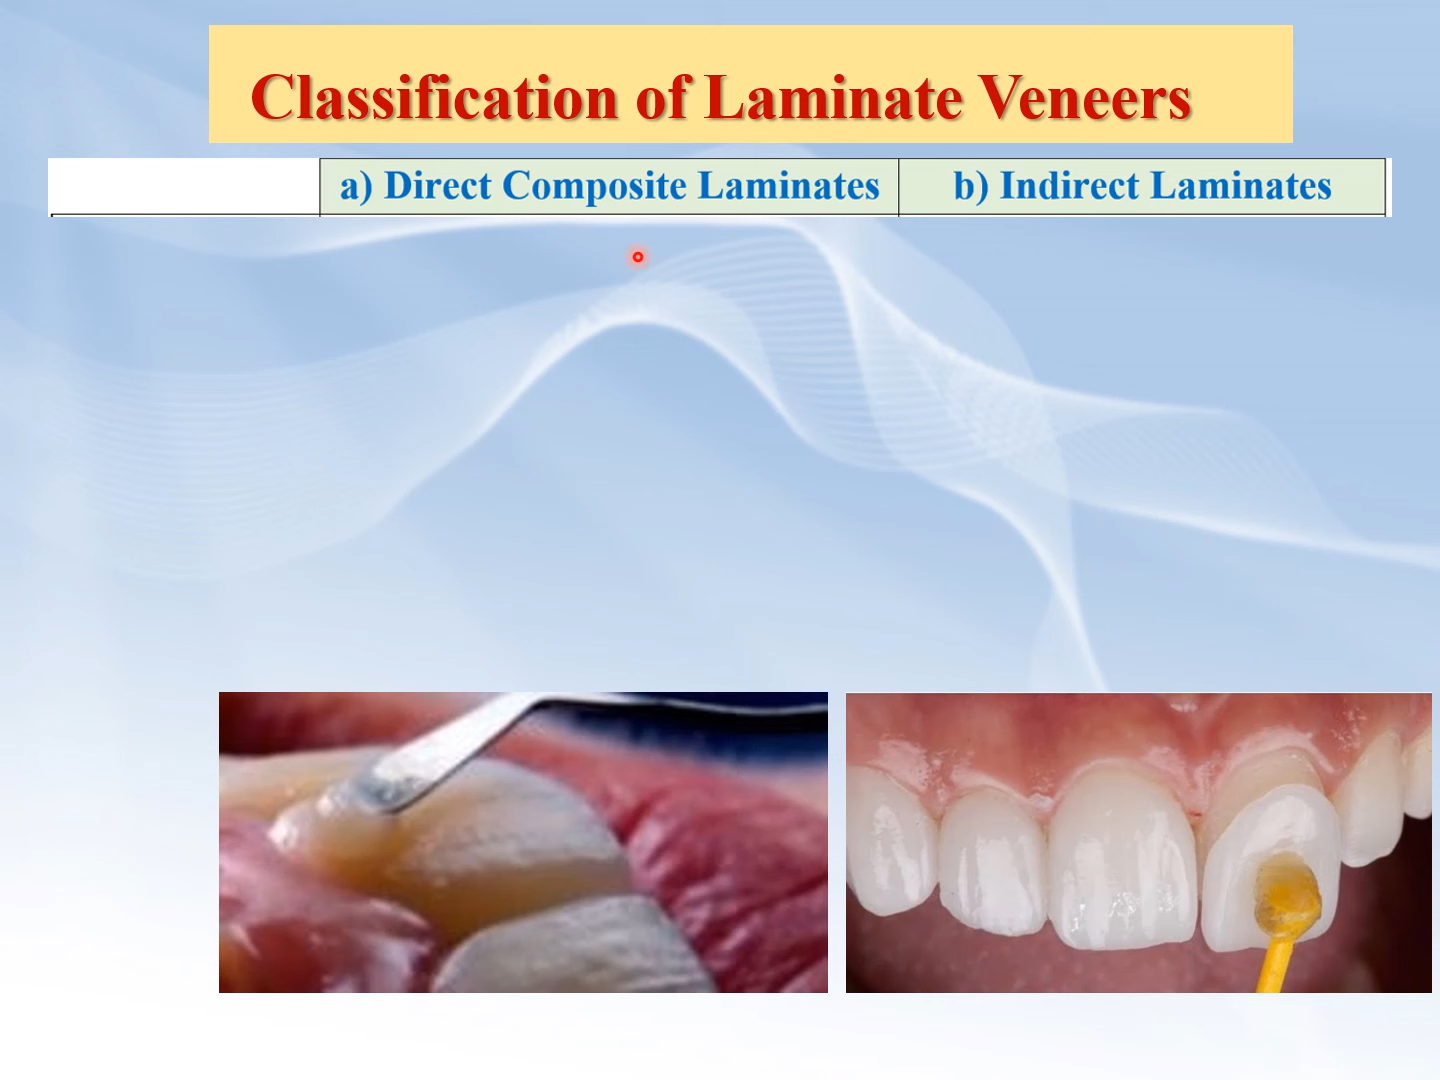 Classification of Laminate Veneers
a) Direct Composite Laminates b) Indirect Laminates